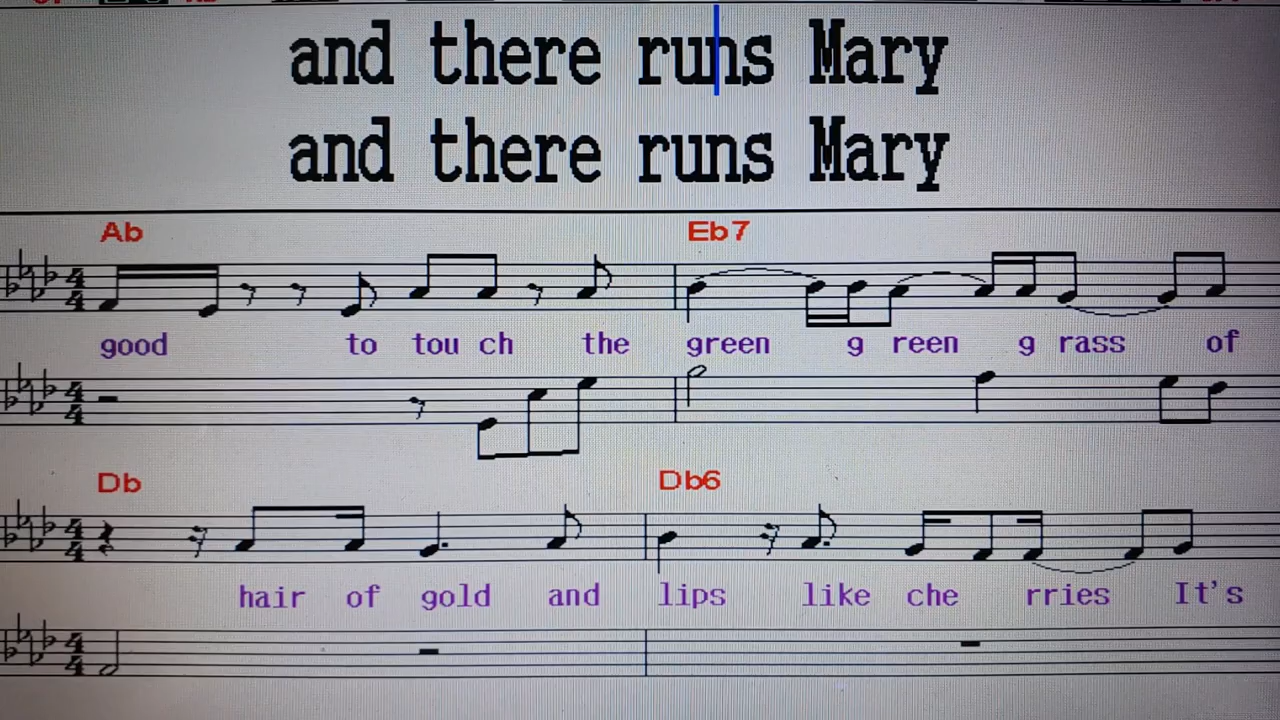 and there runs Mary
and there runs Mary
Ab Eb7
good to tou ch the green g reen g rass of
Db Db6
hair of gold and lips like che rries It's